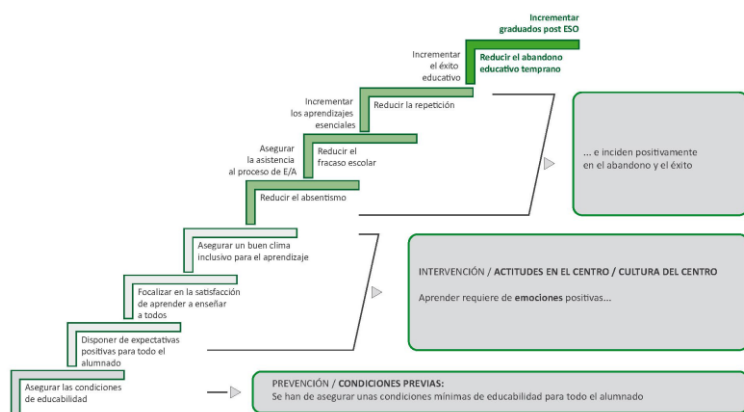 Incrementar
graduados post ESO
Reducir el abandono
educativo temprano
Incrementar
el éxito
educativo
Reducir la repetición
Incrementar
los aprendizajes
esenciales
Reducir el
fracaso escolar
Asegurar
la asistencia
al proceso de E/A
Reducir el absentismo
... e inciden positivamente
en el abandono y el éxito
Asegurar un buen clima
inclusivo para el aprendizaje
Focalizar en la satisfacción
de aprender a enseñar
a todos
Disponer de expectativas
positivas para todo el
alumnado
INTERVENCIÓN / ACTITUDES EN EL CENTRO / CULTURA DEL CENTRO
Aprender requiere de emociones positivas...
Asegurar las condiciones
de educabilidad
PREVENCIÓN / CONDICIONES PREVIAS:
Se han de asegurar unas condiciones mínimas de educabilidad para todo el alumnado